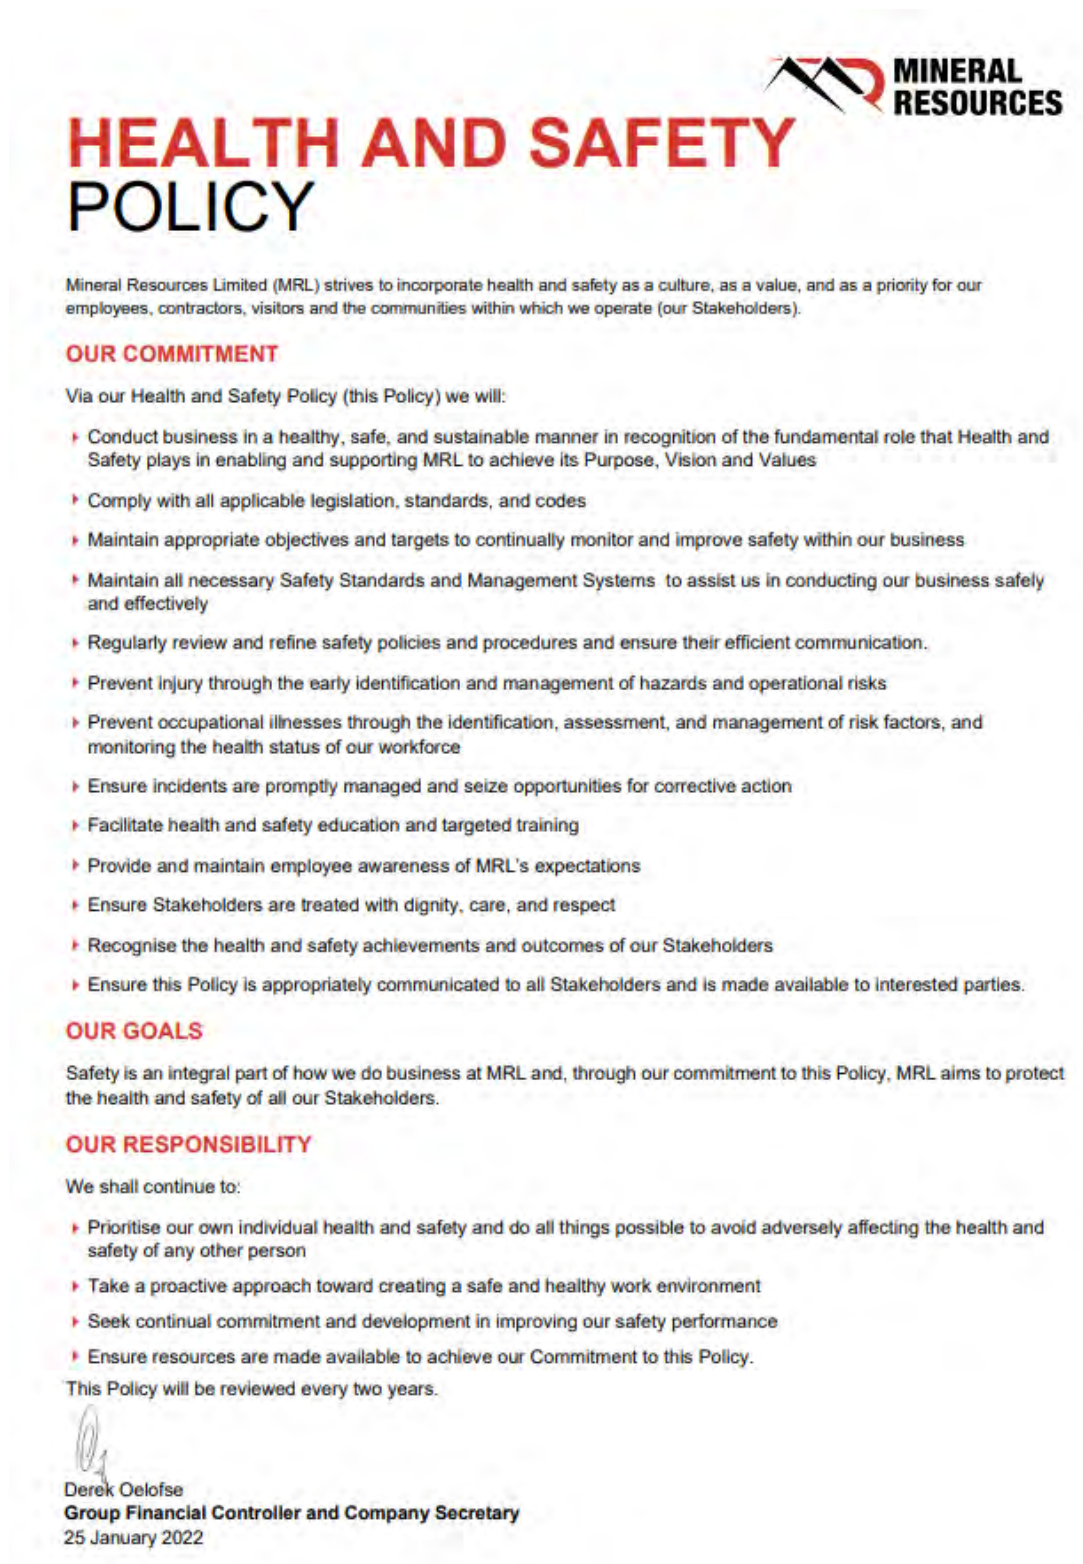 MINERAL
RESOURCES
HEALTH AND SAFETY
POLICY
Mineral Resources Limited (MRL) strives to incorporate health and safety as a culture, as a value, and as a priority for our
employees, contractors, visitors and the communities within which we operate (our Stakeholders).
OUR COMMITMENT
Via our Health and Safety Policy (this Policy) we will:
Conduct business in a healthy, safe, and sustainable manner in recognition of the fundamental role that Health and
Safety plays in enabling and supporting MRL to achieve its Purpose, Vision and Values
Comply with all applicable legislation, standards, and codes
Maintain appropriate objectives and targets to continually monitor and improve safety within our business
Maintain all necessary Safety Standards and Management Systems to assist us in conducting our business safely
and effectively
Regularly review and refine safety policies and procedures and ensure their efficient communication.
Prevent injury through the early identification and management of hazards and operational risks
Prevent occupational illnesses through the identification, assessment, and management of risk factors, and
monitoring the health status of our workforce
Ensure incidents are promptly managed and seize opportunities for corrective action
Facilitate health and safety education and targeted training
Provide and maintain employee awareness of MRL's expectations
Ensure Stakeholders are treated with dignity, care, and respect
Recognise the health and safety achievements and outcomes of our Stakeholders
Ensure this Policy is appropriately communicated to all Stakeholders and is made available to interested parties.
OUR GOALS
Safety is an integral part of how we do business at MRL and, through our commitment to this Policy, MRL aims to protect
the health and safety of all our Stakeholders.
OUR RESPONSIBILITY
We shall continue to:
Prioritise our own individual health and safety and do all things possible to avoid adversely affecting the health and
safety of any other person
Take a proactive approach toward creating a safe and healthy work environment
Seek continual commitment and development in improving our safety performance
Ensure resources are made available to achieve our Commitment to this Policy.
This Policy will be reviewed every two years.
Derek Oelofse
Group Financial Controller and Company Secretary
25 January 2022